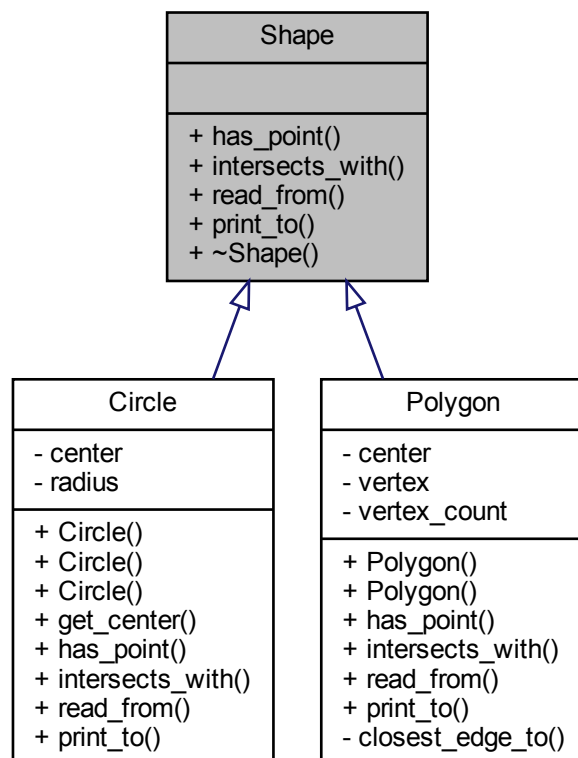 Shape
+ has_point()
+ intersects_with()
+ read_from()
+ print_to()
+ ~Shape()
Circle
- center
- radius
+ Circle()
+ Circle()
+ Circle()
+ get_center()
+ has_point()
+ intersects_with()
+ read_from()
+ print_to()
Polygon
- center
- vertex
- vertex_count
+ Polygon()
+ Polygon()
+ has_point()
+ intersects_with()
+ read_from()
+ print_to()
- closest_edge_to()